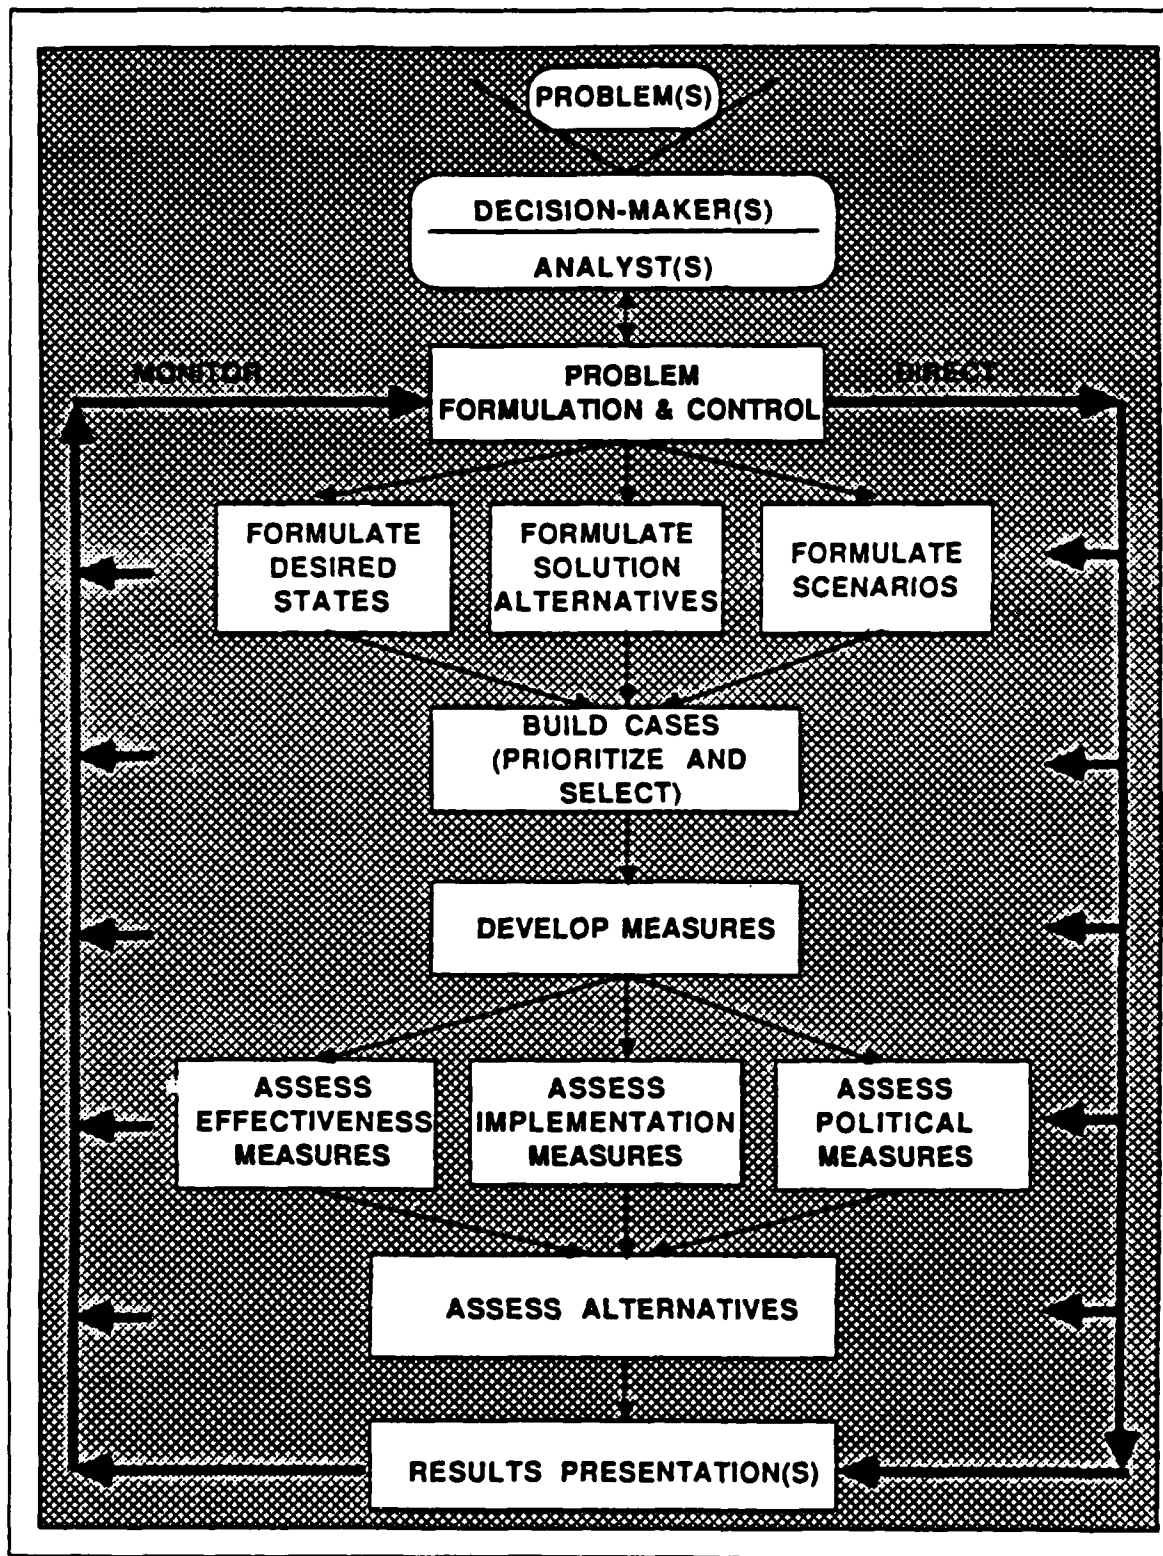 PROBLEM(S)
DECISION-MAKER(S)
ANALYST(S)
MONITOR
PROBLEM
FORMULATION & CONTROL
DIRECT
FORMULATE
DESIRED
STATES
FORMULATE
SOLUTION
ALTERNATIVES
FORMULATE
SCENARIOS
BUILD CASES
(PRIORITIZE AND
SELECT)
DEVELOP MEASURES
ASSESS
EFFECTIVENESS
MEASURES
ASSESS
IMPLEMENTATION
MEASURES
ASSESS
POLITICAL
MEASURES
ASSESS ALTERNATIVES
RESULTS PRESENTATION(S)